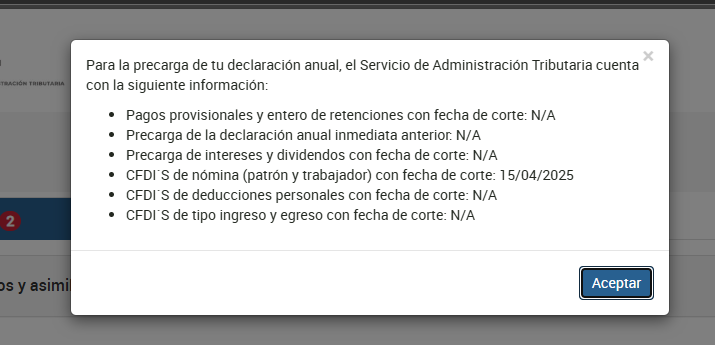 TRACIÓN TRIBUTARIA
×
Para la precarga de tu declaración anual, el Servicio de Administración Tributaria cuenta
con la siguiente información:
• Pagos provisionales y entero de retenciones con fecha de corte: N/A
• Precarga de la declaración anual inmediata anterior: N/A
• Precarga de intereses y dividendos con fecha de corte: N/A
• CFDI`S de nómina (patrón y trabajador) con fecha de corte: 15/04/2025
• CFDI`S de deducciones personales con fecha de corte: N/A
• CFDI`S de tipo ingreso y egreso con fecha de corte: N/A
2
os y asimil
Aceptar